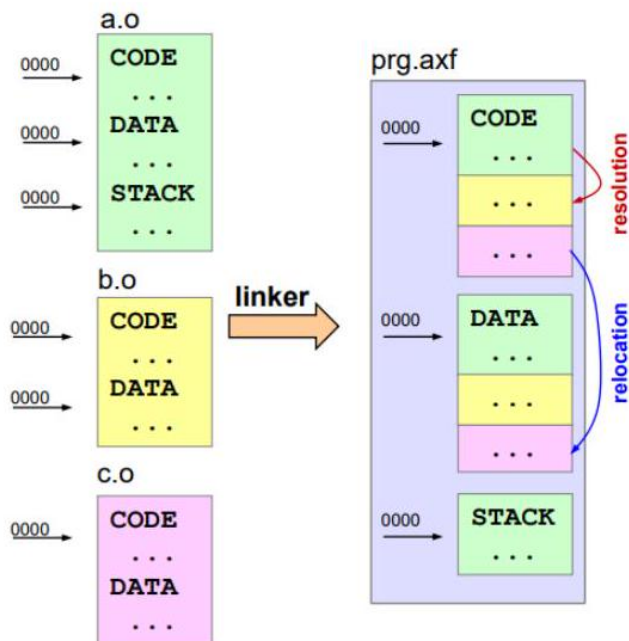 a.o
0000
CODE
...
0000
DATA
...
0000
STACK
...
b.o
0000
CODE
...
0000
DATA
...
c.o
0000
CODE
...
DATA
...
linker
prg.axf
0000
CODE
...
...
...
resolution
0000
DATA
...
...
...
relocation
0000
STACK
...